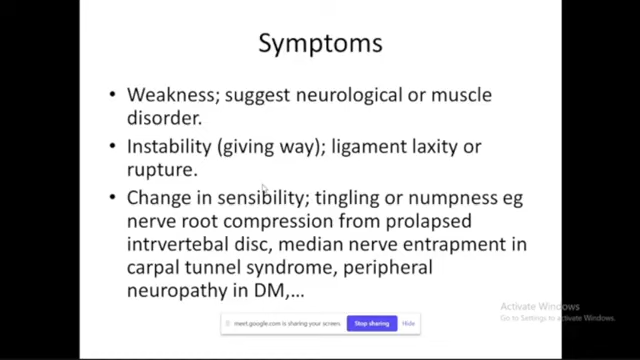 Symptoms
• Weakness; suggest neurological or muscle
disorder.
• Instability (giving way); ligament laxity or
rupture.
• Change in sensibility; tingling or numpness eg
nerve root compression from prolapsed
intrvertebal disc, median nerve entrapment in
carpal tunnel syndrome, peripheral
neuropathy in DM,...
Activate Windows
Go to Settings to activate Windows.
meet.google.com is sharing your screen. Stop sharing Hide